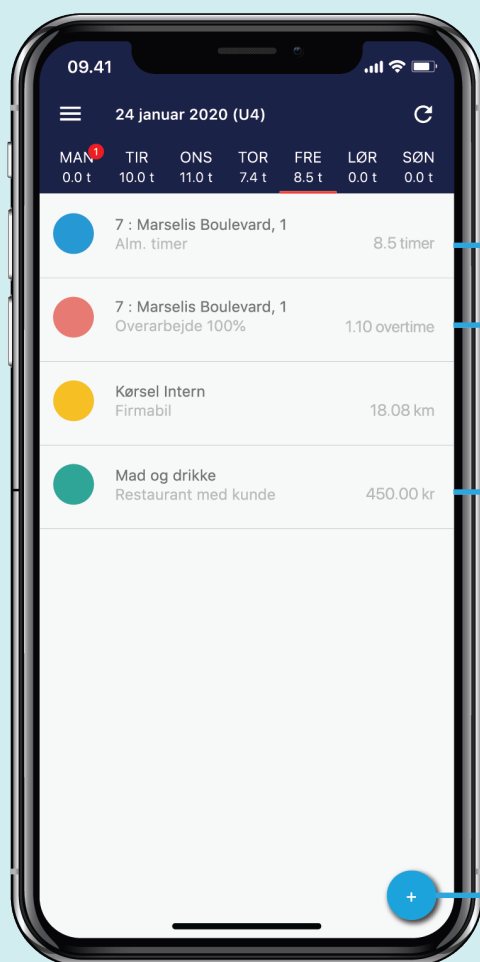 09.41
24 januar 2020 (U4)
MAN 1 TIR ONS TOR FRE LØR SØN
0.0 t 10.0 t 11.0 t 7.4 t 8.5 t 0.0 t 0.0 t
7 : Marselis Boulevard, 1
Alm. timer 8.5 timer
7 : Marselis Boulevard, 1
Overarbejde 100% 1.10 overtime
Kørsel Intern
Firmabil 18.08 km
Mad og drikke
Restaurant med kunde 450.00 kr
+